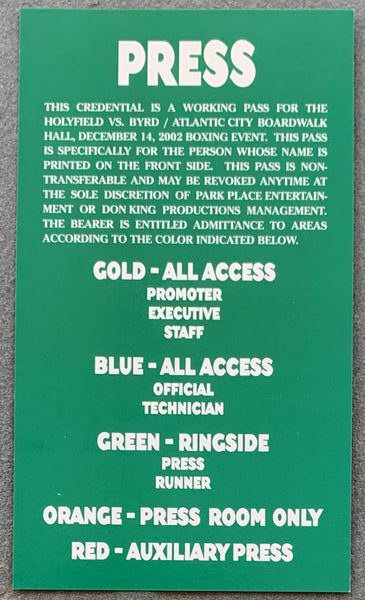 PRESS
THIS CREDENTIAL IS A WORKING PASS FOR THE
HOLYFIELD VS. BYRD / ATLANTIC CITY BOARDWALK
HALL, DECEMBER 14, 2002 BOXING EVENT. THIS PASS
IS SPECIFICALLY FOR THE PERSON WHOSE NAME IS
PRINTED ON THE FRONT SIDE. THIS PASS IS NON-
TRANSFERABLE AND MAY BE REVOKED ANYTIME AT
THE SOLE DISCRETION OF PARK PLACE ENTERTAIN-
MENT OR DON KING PRODUCTIONS MANAGEMENT.
THE BEARER IS ENTITLED ADMITTANCE TO AREAS
ACCORDING TO THE COLOR INDICATED BELOW.
GOLD - ALL ACCESS
PROMOTER
EXECUTIVE
STAFF
BLUE - ALL ACCESS
OFFICIAL
TECHNICIAN
GREEN - RINGSIDE
PRESS
RUNNER
ORANGE - PRESS ROOM ONLY
RED - AUXILIARY PRESS